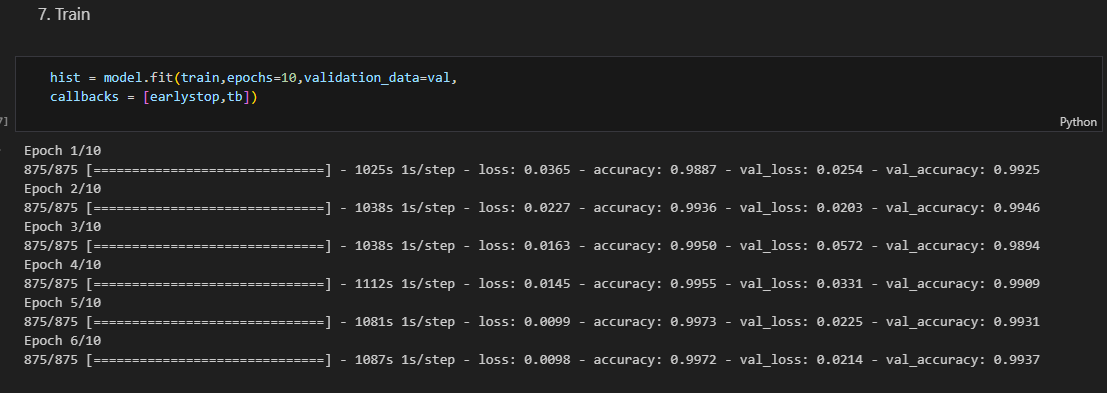 7. Train
hist = model.fit(train,epochs=10,validation_data=val,
callbacks = [earlystop,tb])
7]
Python
Epoch 1/10
875/875 [==============================] - 1025s 1s/step - loss: 0.0365 - accuracy: 0.9887 - val_loss: 0.0254 - val_accuracy: 0.9925
Epoch 2/10
875/875 [==============================] - 1038s 1s/step - loss: 0.0227 - accuracy: 0.9936 - val_loss: 0.0203 - val_accuracy: 0.9946
Epoch 3/10
875/875 [==============================] - 1038s 1s/step - loss: 0.0163 - accuracy: 0.9950 - val_loss: 0.0572 - val_accuracy: 0.9894
Epoch 4/10
875/875 [==============================] - 1112s 1s/step - loss: 0.0145 - accuracy: 0.9955 - val_loss: 0.0331 - val_accuracy: 0.9909
Epoch 5/10
875/875 [==============================] - 1081s 1s/step - loss: 0.0099 - accuracy: 0.9973 - val_loss: 0.0225 - val_accuracy: 0.9931
Epoch 6/10
875/875 [==============================] - 1087s 1s/step - loss: 0.0098 - accuracy: 0.9972 - val_loss: 0.0214 - val_accuracy: 0.9937